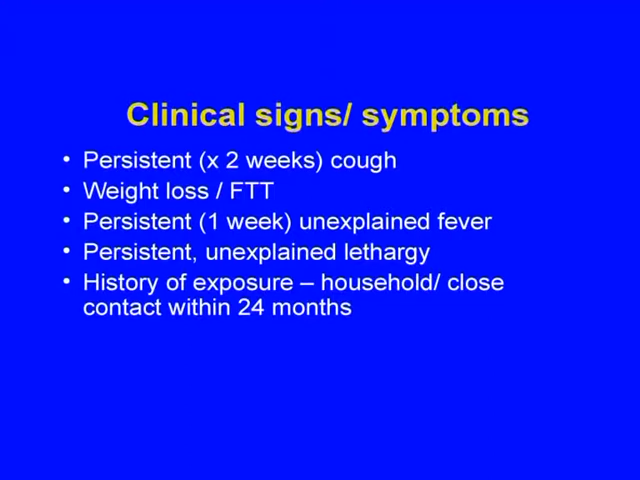 Clinical signs/ symptoms
• Persistent (x 2 weeks) cough
• Weight loss / FTT
• Persistent (1 week) unexplained fever
• Persistent, unexplained lethargy
• History of exposure – household/ close
contact within 24 months